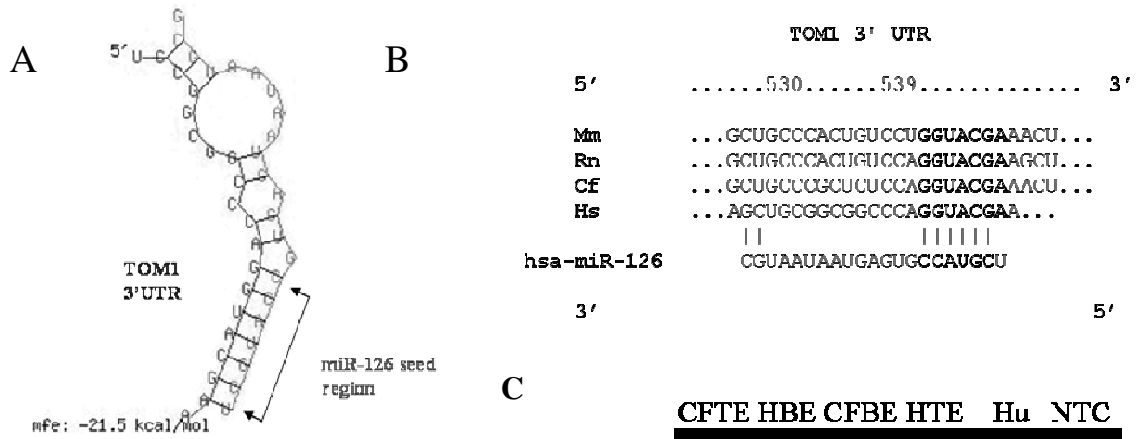 A
B
5'
TOM1
3'UTR
miR-126 seed
region
mfe: -21.5 kcal/mol
TOM1 3' UTR
5' ......530......539............. 3'
Mm ...GCUGCCCACUGUCCUGGUACGAAACU...
Rn ...GCUGCCCACUGUCCAGGUACGAAGCU...
Cf ...GCUGCCCGCUCUCCAGGUACGAAACU...
Hs ...AGCUGCGGCGGCCCAGGUACGAA...
hsa-miR-126 CGUAAUAAUGAGUGCCAUGCU
3' 5'
C
CFTE HBE CFBE HTE Hu NTC